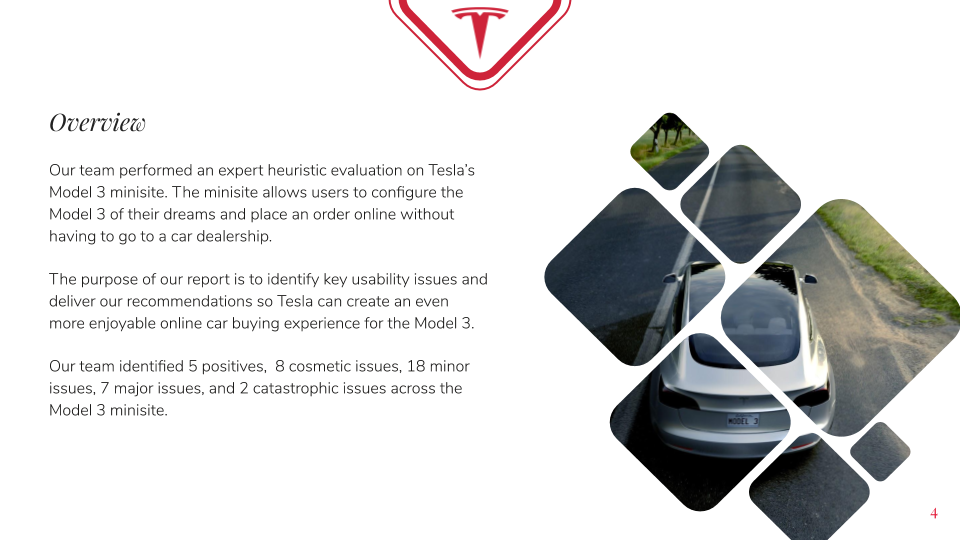 Overview
Our team performed an expert heuristic evaluation on Tesla’s
Model 3 minisite. The minisite allows users to configure the
Model 3 of their dreams and place an order online without
having to go to a car dealership.
The purpose of our report is to identify key usability issues and
deliver our recommendations so Tesla can create an even
more enjoyable online car buying experience for the Model 3.
Our team identified 5 positives,  8 cosmetic issues, 18 minor
issues, 7 major issues, and 2 catastrophic issues across the
Model 3 minisite.
MODEL 3
4